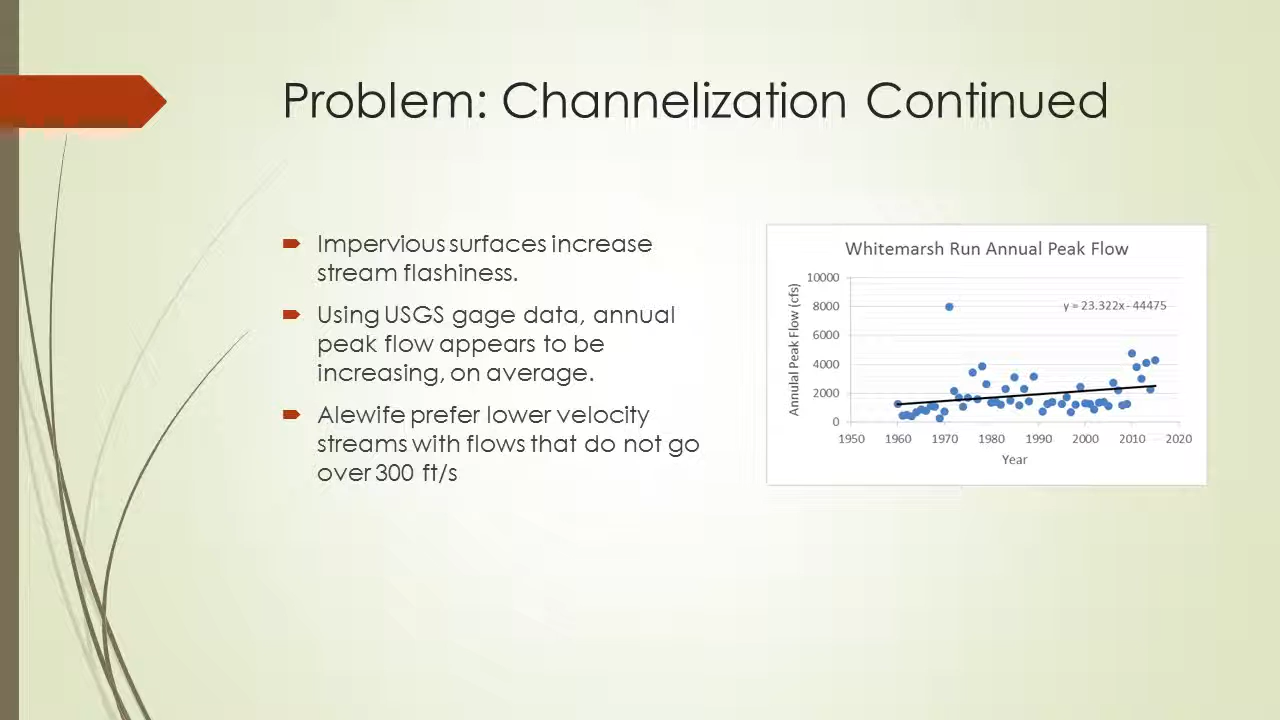 Problem: Channelization Continued
Impervious surfaces increase
stream flashiness.
Using USGS gage data, annual
peak flow appears to be
increasing, on average.
Alewife prefer lower velocity
streams with flows that do not go
over 300 ft/s
Whitemarsh Run Annual Peak Flow
Annulal Peak Flow (cfs)
10000
8000
6000
4000
2000
0
y = 23.322x - 44475
1950 1960 1970 1980 1990 2000 2010 2020
Year